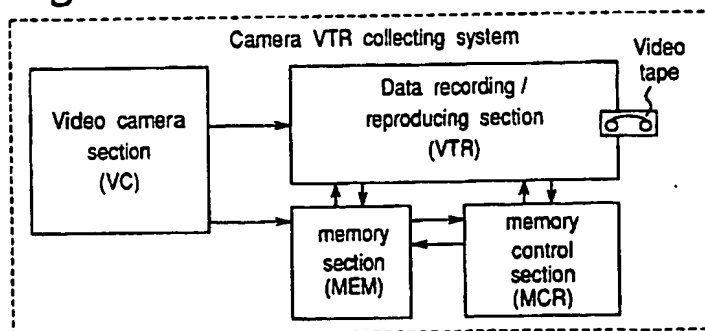 Camera VTR collecting system
Video
tape
Video camera
section
(VC)
Data recording /
reproducing section
(VTR)
memory
section
(MEM)
memory
control
section
(MCR)